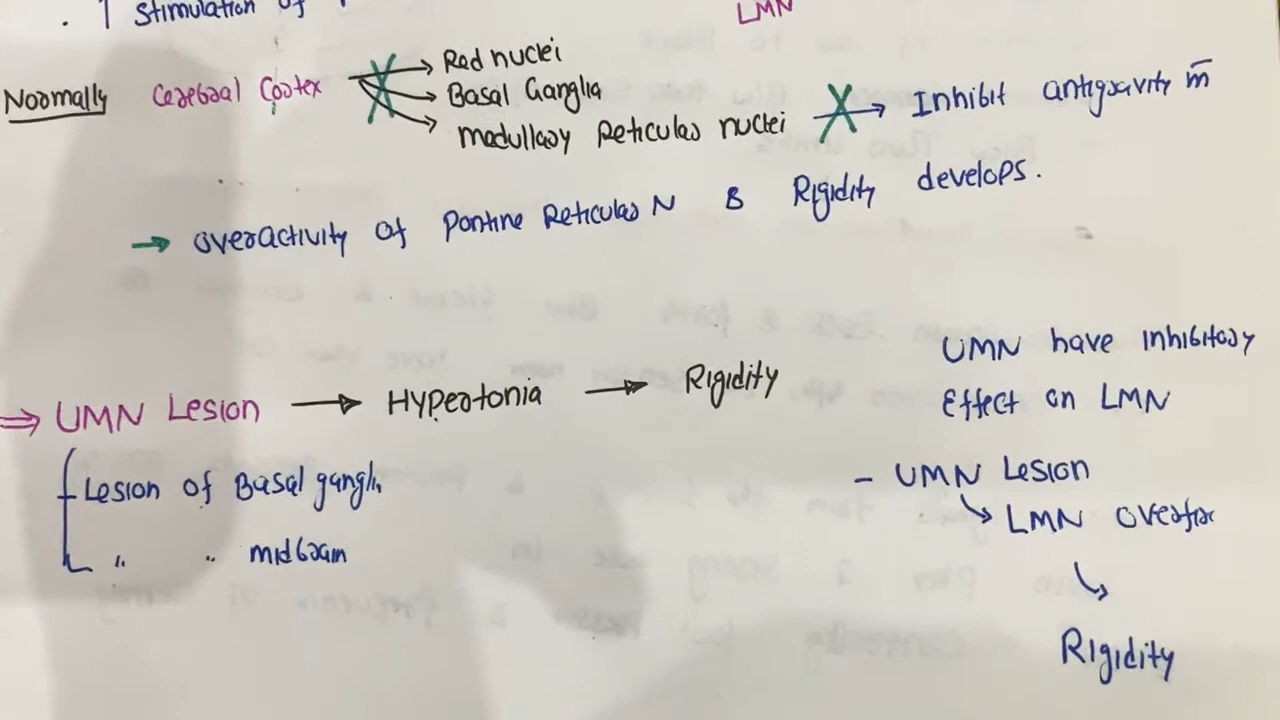 . ↑ Stimulation of
LMN
Normally Cerebral Cortex → Red nuclei
→ Basal Ganglia
→ medullary Reticular nuclei → Inhibit antigravity m̄
→ overactivity of Pontine Reticular N & Rigidity develops.
⇒ UMN Lesion → Hypertonia → Rigidity
Lesion of Basal gangli
" " midbrain
UMN have inhibitory
Effect on LMN
- UMN Lesion
↘ LMN
↘
Rigidity